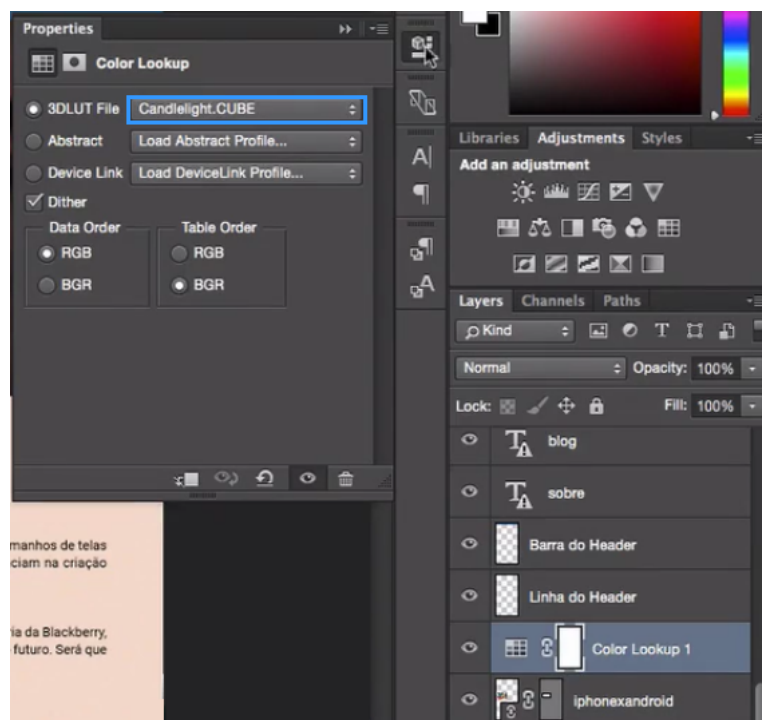 Properties
Color Lookup
3DLUT File Candlelight.CUBE
Abstract Load Abstract Profile...
Device Link Load DeviceLink Profile...
Dither
Data Order Table Order
RGB RGB
BGR BGR
manhos de telas
ciam na criação
ia da Blackberry,
futuro. Será que
Libraries Adjustments Styles
Add an adjustment
Layers Channels Paths
Kind
Normal Opacity: 100%
Lock: Fill: 100%
blog
sobre
Barra do Header
Linha do Header
Color Lookup 1
iphonexandroid